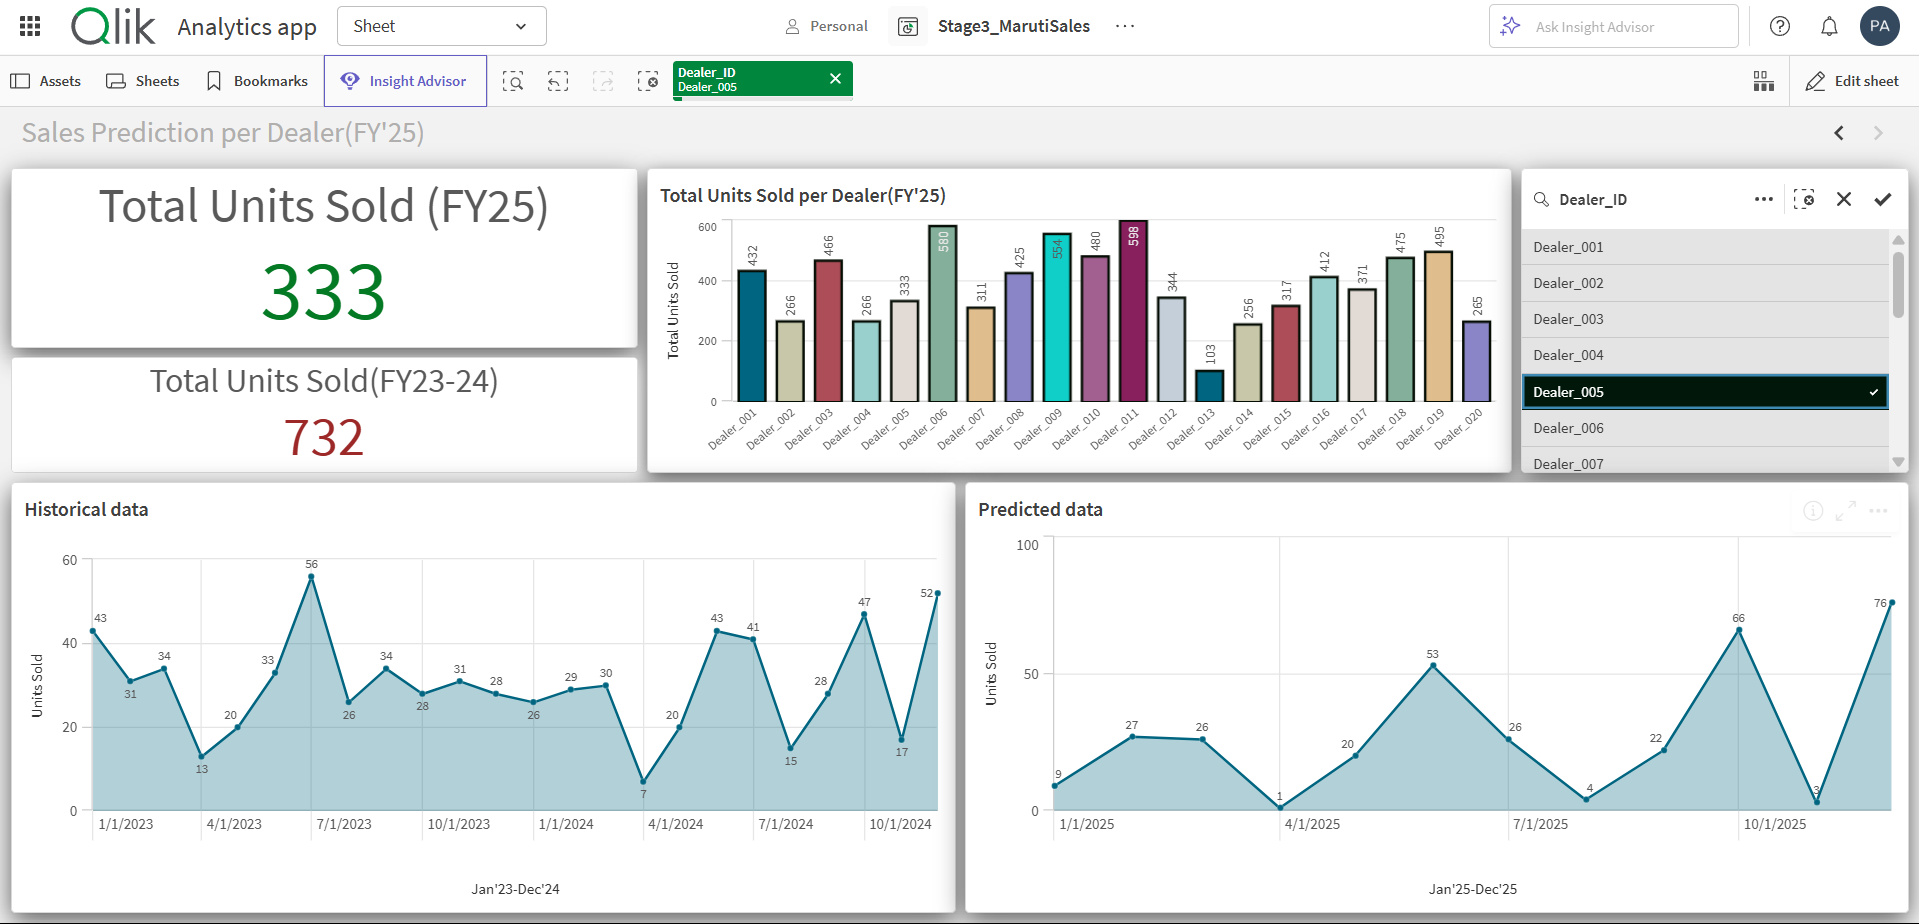 Qlik Analytics app Sheet Personal Stage3_MarutiSales ... Ask Insight Advisor ? PA
Assets Sheets Bookmarks Insight Advisor Dealer_ID Edit sheet
Dealer_005
Sales Prediction per Dealer(FY'25)
Total Units Sold (FY25)
333
Total Units Sold(FY23-24)
732
Total Units Sold per Dealer(FY'25)
Total Units Sold
600
400
200
0
432 266 466 266 333 580 311 425 554 480 598 344 103 256 317 412 371 475 495 265
Dealer_001 Dealer_002 Dealer_003 Dealer_004 Dealer_005 Dealer_006 Dealer_007 Dealer_008 Dealer_009 Dealer_010 Dealer_011 Dealer_012 Dealer_013 Dealer_014 Dealer_015 Dealer_016 Dealer_017 Dealer_018 Dealer_019 Dealer_020
Dealer_ID
Dealer_001
Dealer_002
Dealer_003
Dealer_004
Dealer_005
Dealer_006
Dealer_007
Historical data
Units Sold
60
40
20
0
43 31 34 13 20 33 56 26 34 28 31 28 26 29 30 7 20 43 41 15 28 47 17 52
1/1/2023 4/1/2023 7/1/2023 10/1/2023 1/1/2024 4/1/2024 7/1/2024 10/1/2024
Jan'23-Dec'24
Predicted data
Units Sold
100
50
0
9 27 26 1 20 53 26 4 22 66 3 76
1/1/2025 4/1/2025 7/1/2025 10/1/2025
Jan'25-Dec'25